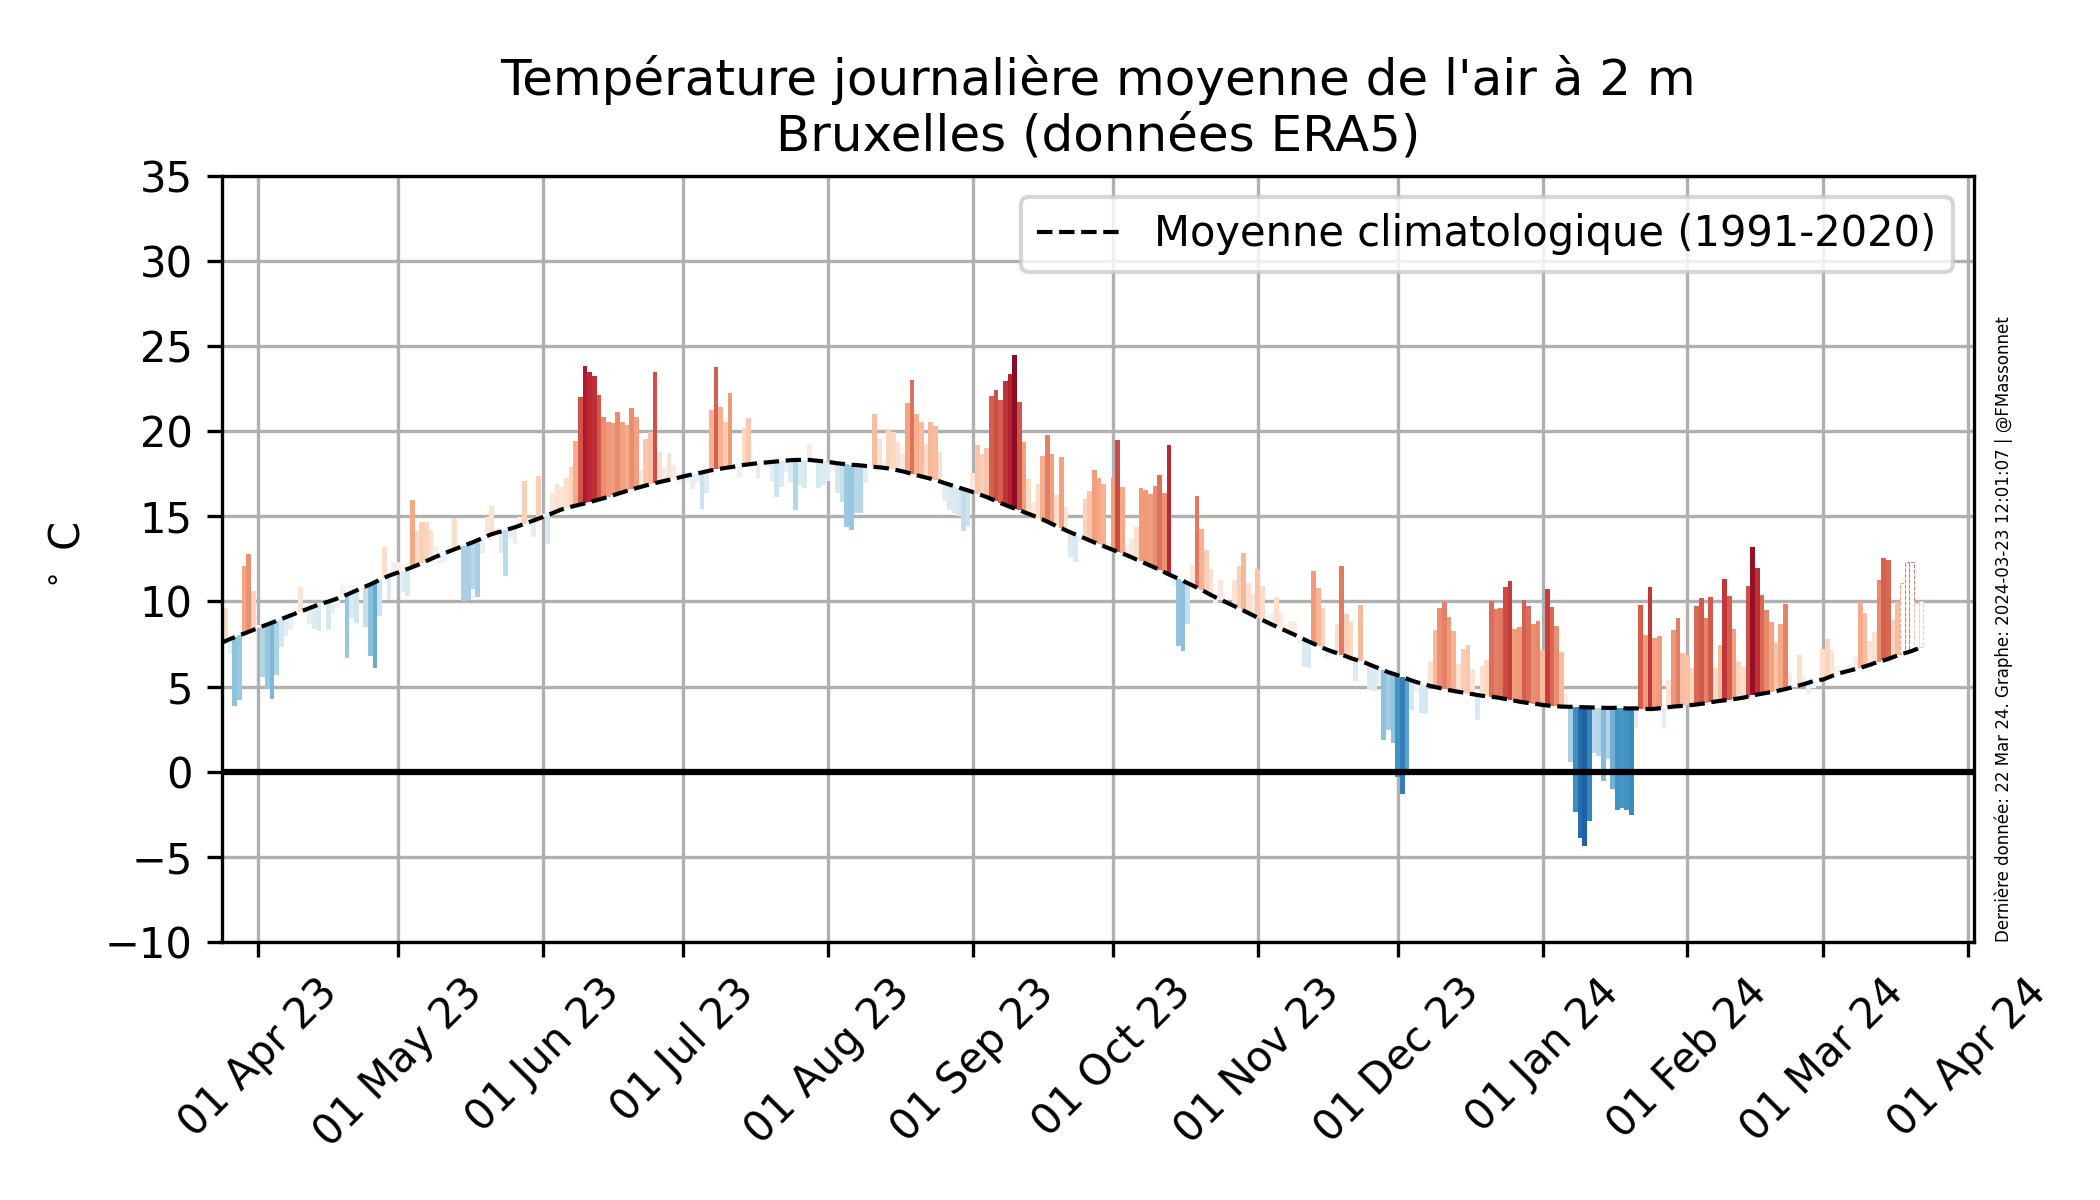 Température journalière moyenne de l'air à 2 m
Bruxelles (données ERA5)
Moyenne climatologique (1991-2020)
35
30
25
20
15
10
5
0
−5
−10
° C
01 Apr 23
01 May 23
01 Jun 23
01 Jul 23
01 Aug 23
01 Sep 23
01 Oct 23
01 Nov 23
01 Dec 23
01 Jan 24
01 Feb 24
01 Mar 24
01 Apr 24
Dernière donnée: 22 Mar 24. Graphe: 2024-03-23 12:01:07 | @FMassonnet